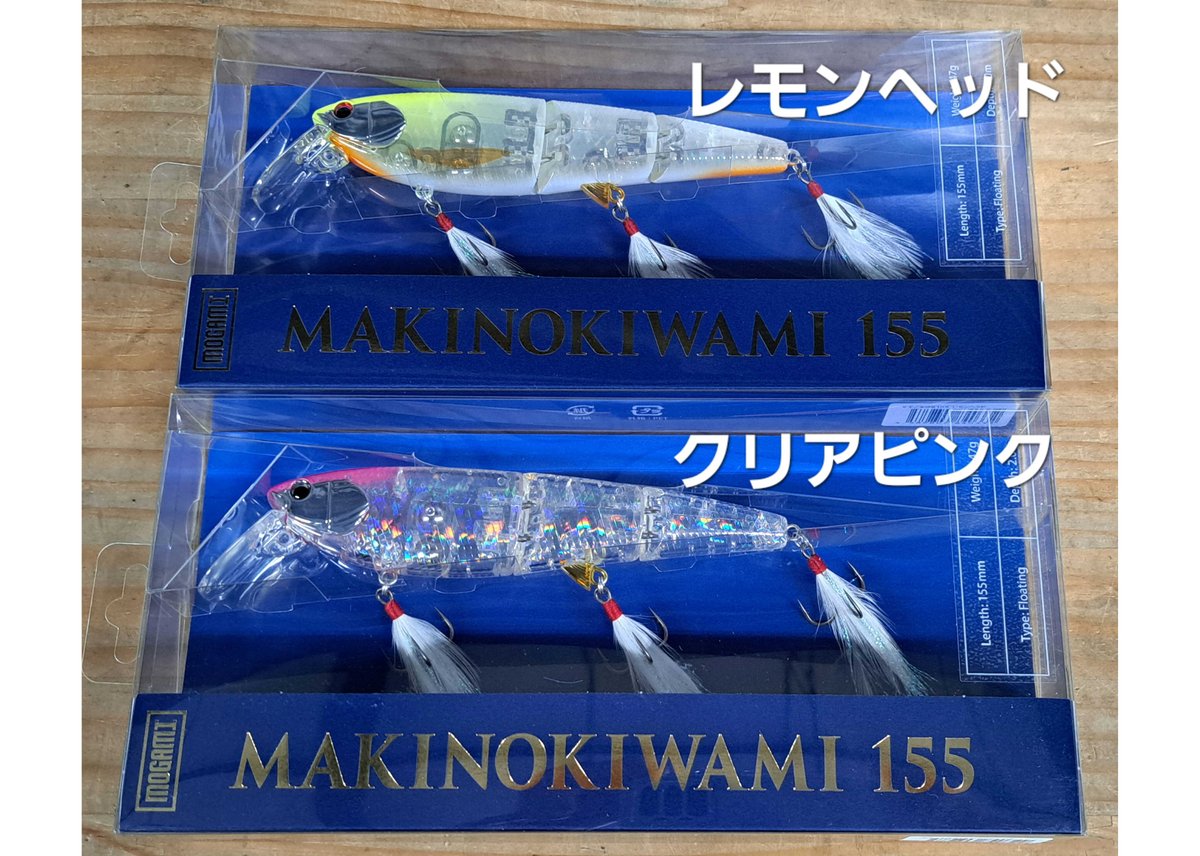 レモンヘッド
Length: 155mm
Type: Floating
MOGAMI
MAKINOKIWAMI 155
クリアピンク
Length: 155mm
Type: Floating
MOGAMI
MAKINOKIWAMI 155